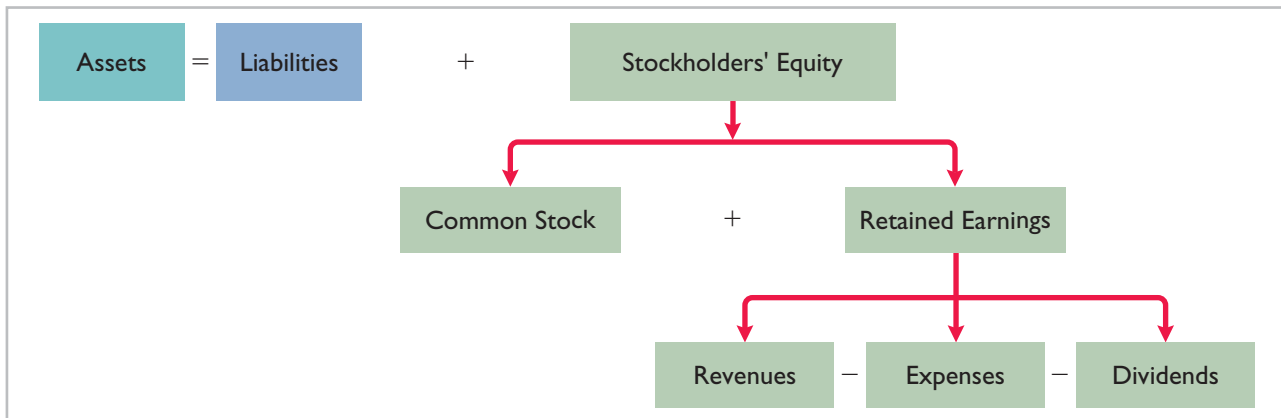 Assets = Liabilities + Stockholders' Equity
Common Stock + Retained Earnings
Revenues − Expenses − Dividends